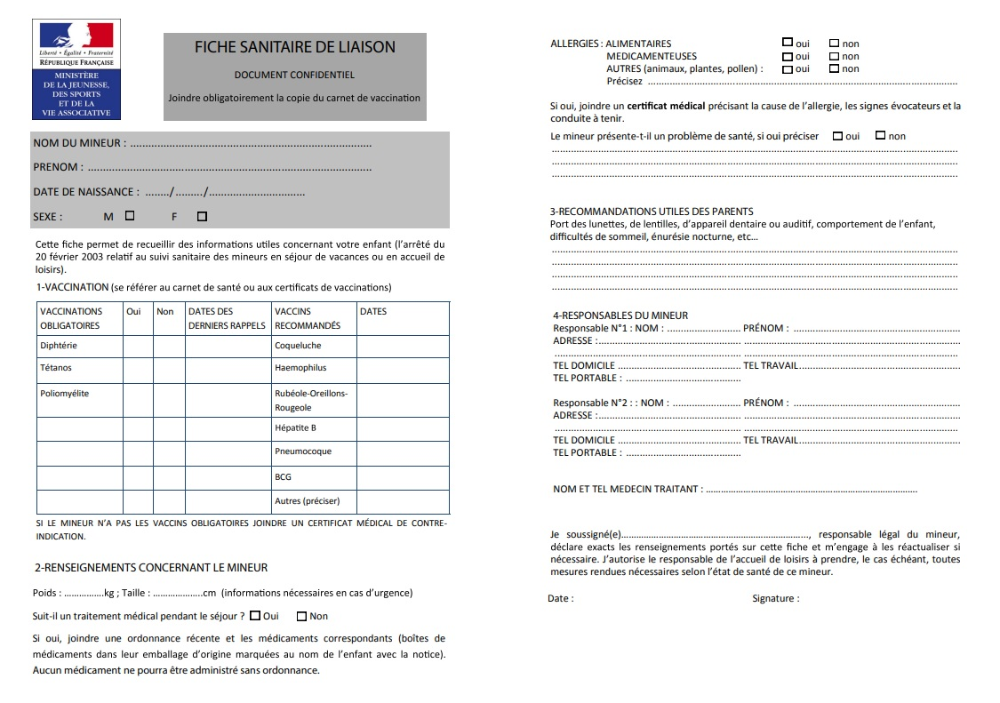 Liberté • Égalité • Fraternité
RÉPUBLIQUE FRANÇAISE
MINISTÈRE
DE LA JEUNESSE,
DES SPORTS
ET DE LA
VIE ASSOCIATIVE
FICHE SANITAIRE DE LIAISON
DOCUMENT CONFIDENTIEL
Joindre obligatoirement la copie du carnet de vaccination
NOM DU MINEUR : ................................................................................
PRENOM : ................................................................................
DATE DE NAISSANCE : ......../........./................................
SEXE : M ☐ F ☐
Cette fiche permet de recueillir des informations utiles concernant votre enfant (l’arrêté du
20 février 2003 relatif au suivi sanitaire des mineurs en séjour de vacances ou en accueil de
loisirs).
1-VACCINATION (se référer au carnet de santé ou aux certificats de vaccinations)
VACCINATIONS OBLIGATOIRES Oui Non DATES DES DERNIERS RAPPELS VACCINS RECOMMANDÉS DATES
Diphtérie Coqueluche
Tétanos Haemophilus
Poliomyélite Rubéole-Oreillons-
Rougeole
Hépatite B
Pneumocoque
BCG
Autres (préciser)
SI LE MINEUR N’A PAS LES VACCINS OBLIGATOIRES JOINDRE UN CERTIFICAT MÉDICAL DE CONTRE-
INDICATION.
2-RENSEIGNEMENTS CONCERNANT LE MINEUR
Poids : ................kg ; Taille : ...................cm (informations nécessaires en cas d’urgence)
Suit-il un traitement médical pendant le séjour ? ☐ Oui ☐ Non
Si oui, joindre une ordonnance récente et les médicaments correspondants (boîtes de
médicaments dans leur emballage d’origine marquées au nom de l’enfant avec la notice).
Aucun médicament ne pourra être administré sans ordonnance.
ALLERGIES : ALIMENTAIRES ☐ oui ☐ non
MEDICAMENTEUSES ☐ oui ☐ non
AUTRES (animaux, plantes, pollen) : ☐ oui ☐ non
Précisez ................................................................................
Si oui, joindre un certificat médical précisant la cause de l’allergie, les signes évocateurs et la
conduite à tenir.
Le mineur présente-t-il un problème de santé, si oui préciser ☐ oui ☐ non
................................................................................
................................................................................
................................................................................
3-RECOMMANDATIONS UTILES DES PARENTS
Port des lunettes, de lentilles, d’appareil dentaire ou auditif, comportement de l’enfant,
difficultés de sommeil, énurésie nocturne, etc…
................................................................................
................................................................................
................................................................................
................................................................................
4-RESPONSABLES DU MINEUR
Responsable N°1 : NOM : ........................... PRÉNOM : ............................................................
ADRESSE :................................................................................
................................................................................
TEL DOMICILE ............................................. TEL TRAVAIL............................................................
TEL PORTABLE : ..........................................
Responsable N°2 : : NOM : ......................... PRÉNOM : ............................................................
ADRESSE :................................................................................
................................................................................
TEL DOMICILE ............................................. TEL TRAVAIL............................................................
TEL PORTABLE : ..........................................
NOM ET TEL MEDECIN TRAITANT : ................................................................................
Je soussigné(e)......................................................................, responsable légal du mineur,
déclare exacts les renseignements portés sur cette fiche et m’engage à les réactualiser si
nécessaire. J’autorise le responsable de l’accueil de loisirs à prendre, le cas échéant, toutes
mesures rendues nécessaires selon l’état de santé de ce mineur.
Date : Signature :